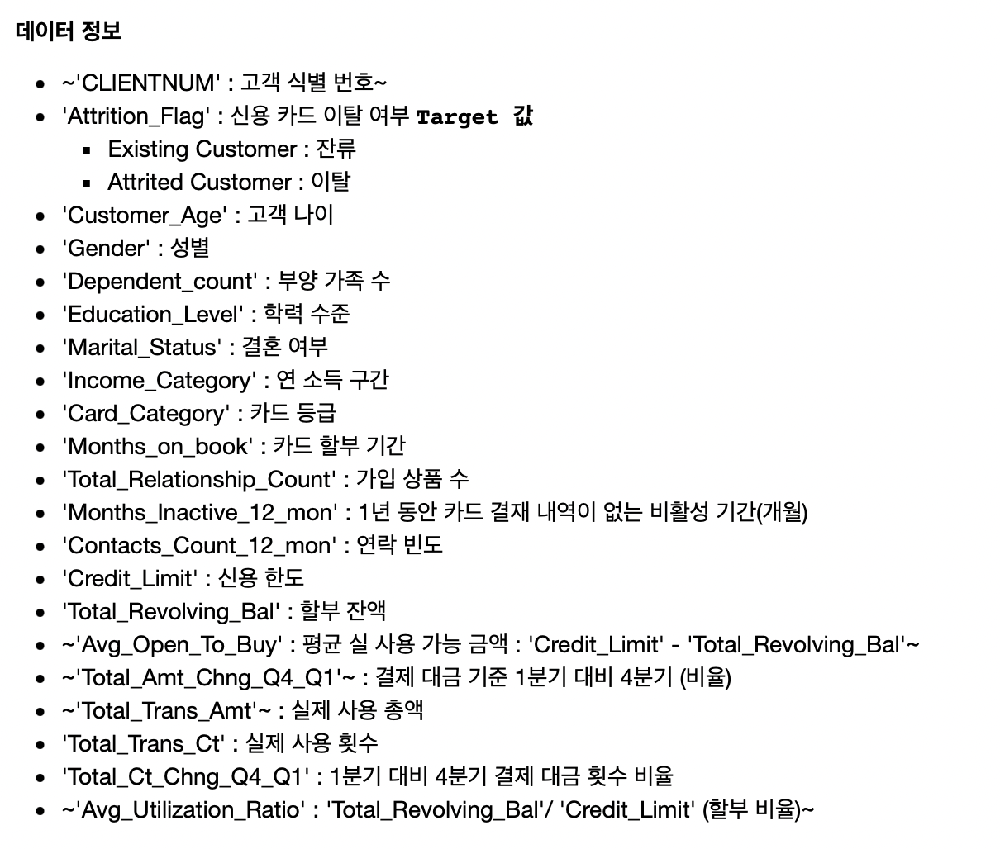 데이터 정보
~'CLIENTNUM' : 고객 식별 번호~
'Attrition_Flag' : 신용 카드 이탈 여부 Target 값
Existing Customer : 잔류
Attrited Customer : 이탈
'Customer_Age' : 고객 나이
'Gender' : 성별
'Dependent_count' : 부양 가족 수
'Education_Level' : 학력 수준
'Marital_Status' : 결혼 여부
'Income_Category' : 연 소득 구간
'Card_Category' : 카드 등급
'Months_on_book' : 카드 할부 기간
'Total_Relationship_Count' : 가입 상품 수
'Months_Inactive_12_mon' : 1년 동안 카드 결재 내역이 없는 비활성 기간(개월)
'Contacts_Count_12_mon' : 연락 빈도
'Credit_Limit' : 신용 한도
'Total_Revolving_Bal' : 할부 잔액
~'Avg_Open_To_Buy' : 평균 실 사용 가능 금액 : 'Credit_Limit' - 'Total_Revolving_Bal'~
~'Total_Amt_Chng_Q4_Q1'~ : 결제 대금 기준 1분기 대비 4분기 (비율)
~'Total_Trans_Amt'~ : 실제 사용 총액
'Total_Trans_Ct' : 실제 사용 횟수
'Total_Ct_Chng_Q4_Q1' : 1분기 대비 4분기 결제 대금 횟수 비율
~'Avg_Utilization_Ratio' : 'Total_Revolving_Bal'/ 'Credit_Limit' (할부 비율)~